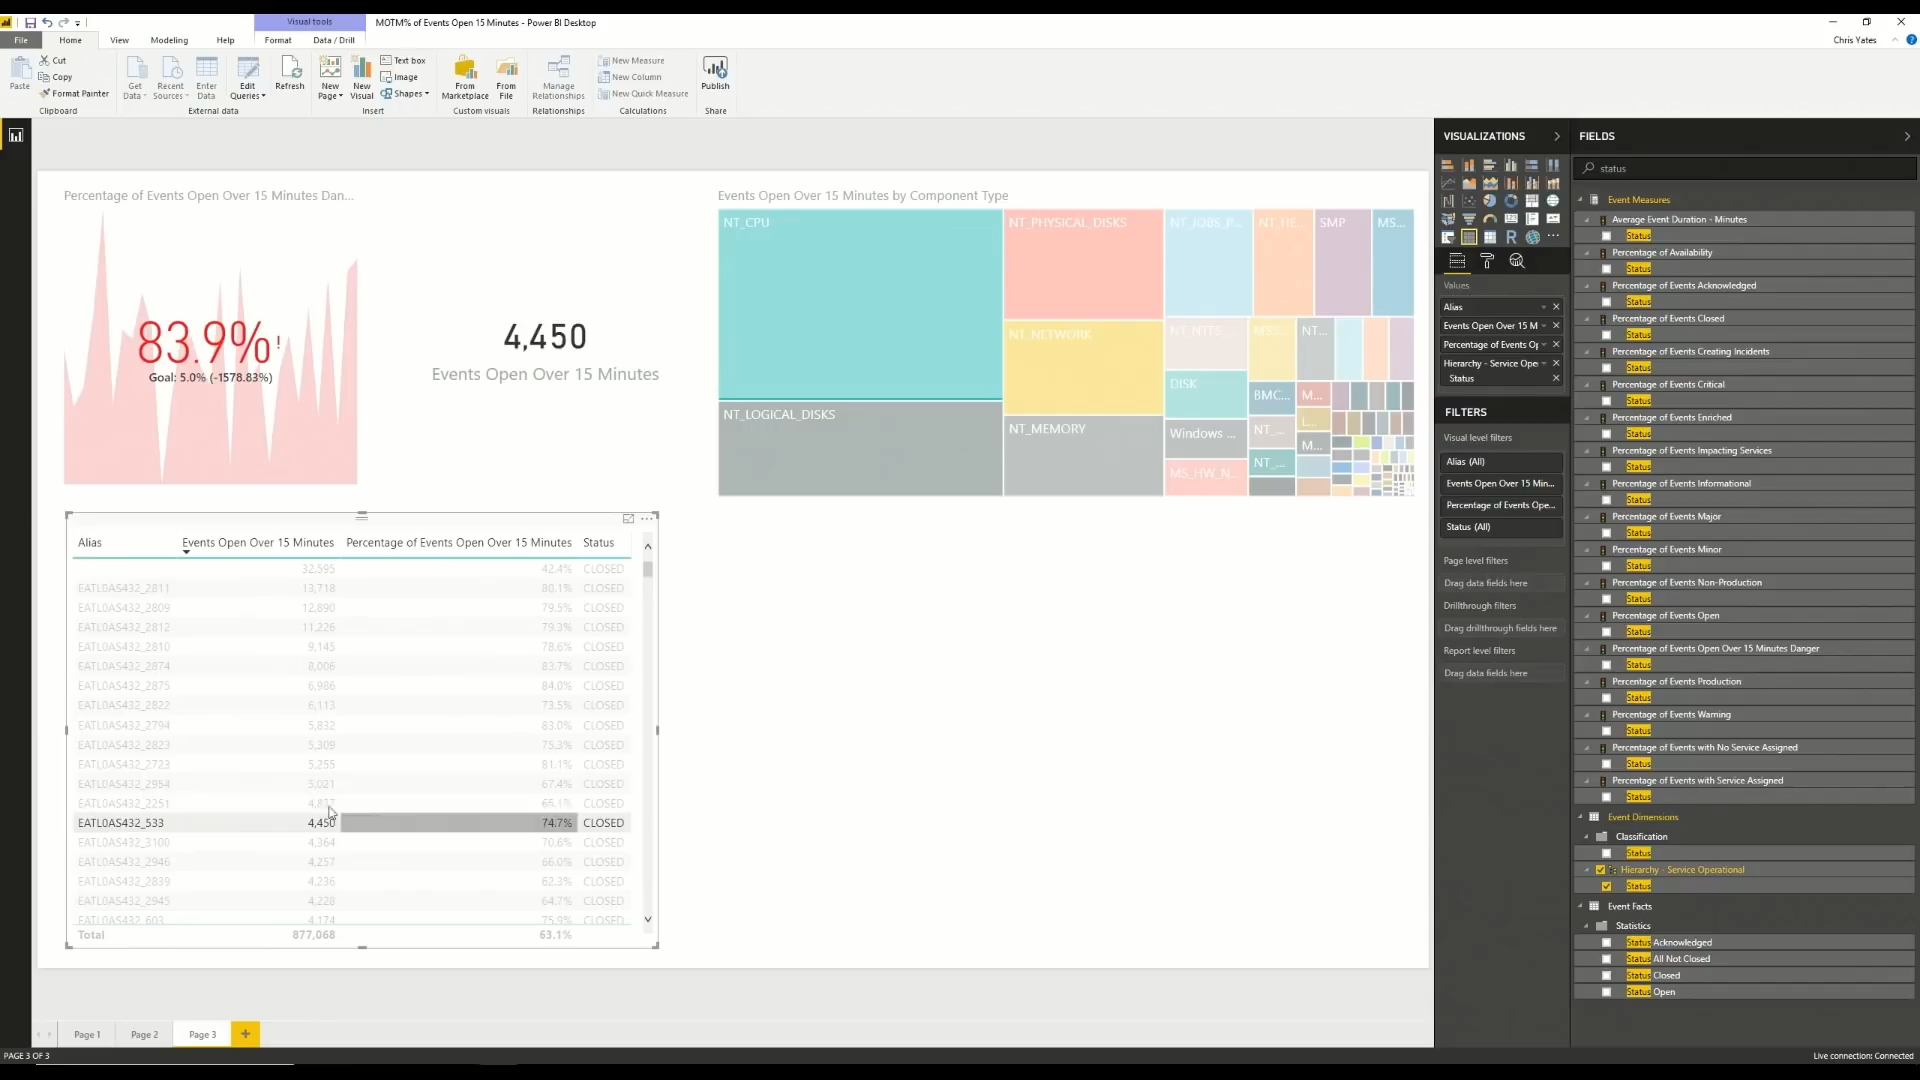 Visual tools
MOTM% of Events Open 15 Minutes - Power BI Desktop
File
Home
View
Modeling
Help
Format
Data / Drill
Chris Yates
Paste
Cut
Copy
Format Painter
Clipboard
Get Data
Recent Sources
Enter Data
Edit Queries
Refresh
External data
New Page
New Visual
Text box
Image
Shapes
Insert
From Marketplace
From File
Custom visuals
Manage Relationships
Relationships
New Measure
New Column
New Quick Measure
Calculations
Publish
Share
Percentage of Events Open Over 15 Minutes Dan...
83.9%!
Goal: 5.0% (-1578.83%)
4,450
Events Open Over 15 Minutes
Events Open Over 15 Minutes by Component Type
NT_CPU
NT_LOGICAL_DISKS
NT_PHYSICAL_DISKS
NT_NETWORK
NT_MEMORY
NT_JOBS_P...
NT_HE...
SMP
MS...
NT_NTFS...
MSS...
NT...
DISK
BMC...
M...
Windows ...
NT_...
L...
M...
MS_HW_N...
NT_...
Alias Events Open Over 15 Minutes Percentage of Events Open Over 15 Minutes Status
32,595 42.4% CLOSED
EATL0AS432_2811 13,718 80.1% CLOSED
EATL0AS432_2809 12,890 79.5% CLOSED
EATL0AS432_2812 11,226 79.3% CLOSED
EATL0AS432_2810 9,145 78.6% CLOSED
EATL0AS432_2874 8,006 83.7% CLOSED
EATL0AS432_2875 6,986 84.0% CLOSED
EATL0AS432_2822 6,113 73.5% CLOSED
EATL0AS432_2794 5,832 83.0% CLOSED
EATL0AS432_2823 5,309 75.3% CLOSED
EATL0AS432_2723 5,255 81.1% CLOSED
EATL0AS432_2954 5,021 67.4% CLOSED
EATL0AS432_2251 65.1% CLOSED
EATL0AS432_533 4,450 74.7% CLOSED
EATL0AS432_3100 4,364 70.6% CLOSED
EATL0AS432_2946 4,257 66.0% CLOSED
EATL0AS432_2839 4,236 62.3% CLOSED
EATL0AS432_2945 4,228 64.7% CLOSED
EATL0AS432_603 4,174 75.9% CLOSED
Total 877,068 63.1%
VISUALIZATIONS
R
Values
Alias
Events Open Over 15 M
Percentage of Events Op
Hierarchy - Service Oper
Status
FILTERS
Visual level filters
Alias (All)
Events Open Over 15 Min...
Percentage of Events Ope...
Status (All)
Page level filters
Drag data fields here
Drillthrough filters
Drag drillthrough fields here
Report level filters
Drag data fields here
FIELDS
status
Event Measures
Average Event Duration - Minutes
Status
Percentage of Availability
Status
Percentage of Events Acknowledged
Status
Percentage of Events Closed
Status
Percentage of Events Creating Incidents
Status
Percentage of Events Critical
Status
Percentage of Events Enriched
Status
Percentage of Events Impacting Services
Status
Percentage of Events Informational
Status
Percentage of Events Major
Status
Percentage of Events Minor
Status
Percentage of Events Non-Production
Status
Percentage of Events Open
Status
Percentage of Events Open Over 15 Minutes Danger
Status
Percentage of Events Production
Status
Percentage of Events Warning
Status
Percentage of Events with No Service Assigned
Status
Percentage of Events with Service Assigned
Status
Event Dimensions
Classification
Status
Hierarchy - Service Operational
Status
Event Facts
Statistics
Status Acknowledged
Status All Not Closed
Status Closed
Status Open
Page 1
Page 2
Page 3
+
PAGE 3 OF 3
Live connection: Connected